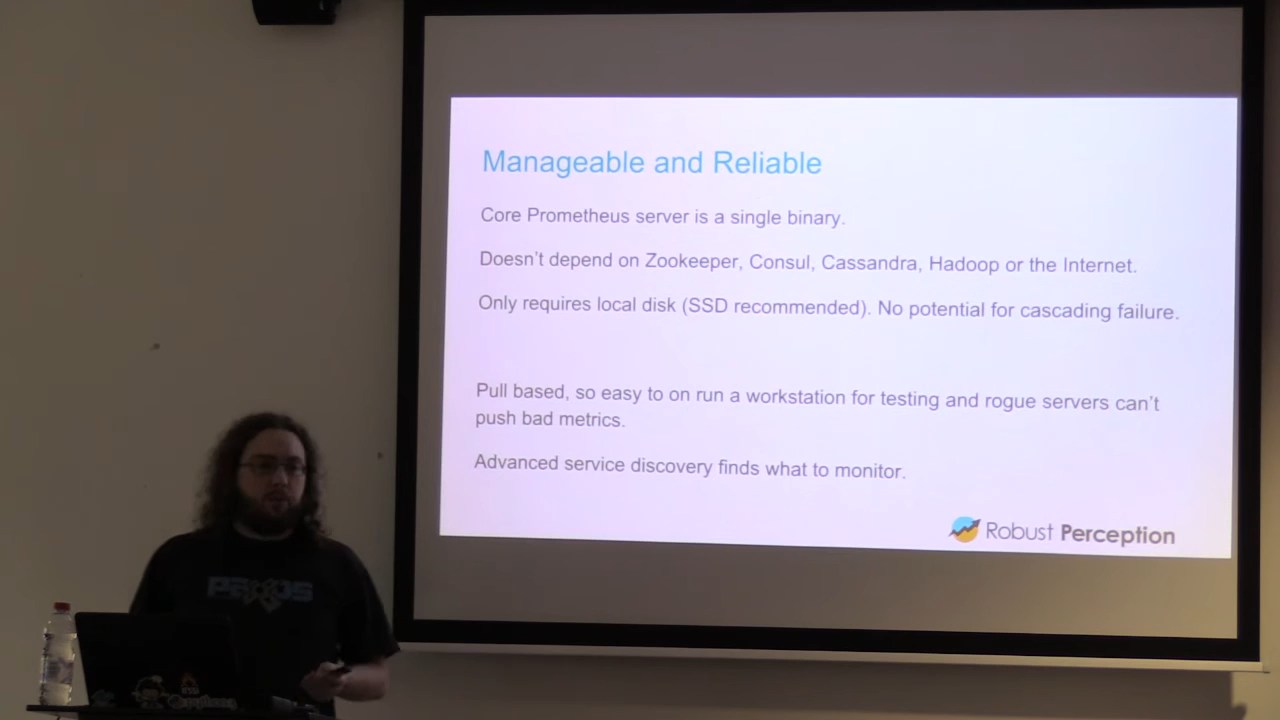 Manageable and Reliable
Core Prometheus server is a single binary.
Doesn't depend on Zookeeper, Consul, Cassandra, Hadoop or the Internet.
Only requires local disk (SSD recommended). No potential for cascading failure.
Pull based, so easy to on run a workstation for testing and rogue servers can't
push bad metrics.
Advanced service discovery finds what to monitor.
Robust Perception
python